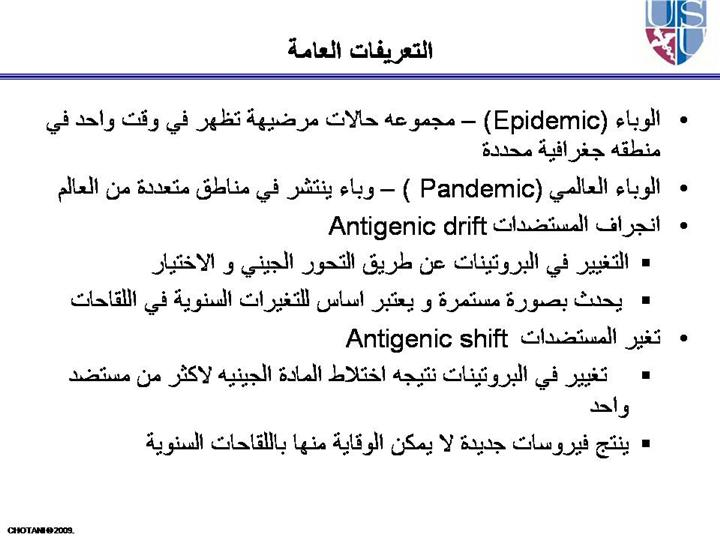 التعريفات العامة
• الوباء (Epidemic) – مجموعه حالات مرضيهة تظهر في وقت واحد في
منطقه جغرافية محددة
• الوباء العالمي (Pandemic ) – وباء ينتشر في مناطق متعددة من العالم
• انجراف المستضدات Antigenic drift
▪ التغيير في البروتينات عن طريق التحور الجيني و الاختيار
▪ يحدث بصورة مستمرة و يعتبر اساس للتغيرات السنوية في اللقاحات
• تغير المستضدات Antigenic shift
▪ تغيير في البروتينات نتيجه اختلاط المادة الجينيه لاكثر من مستضد
واحد
▪ ينتج فيروسات جديدة لا يمكن الوقاية منها باللقاحات السنوية
CHOTANI©2009.